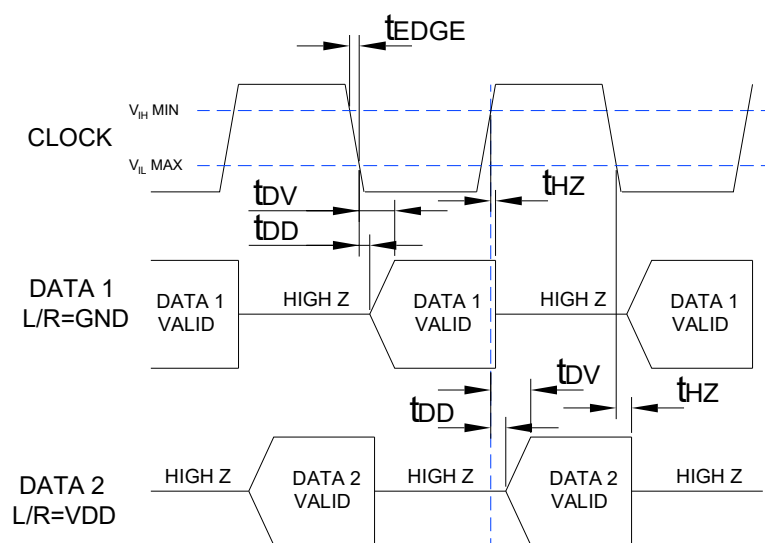 tEDGE
VIH MIN
CLOCK
VIL MAX
tDV
tHZ
tDD
DATA 1
L/R=GND
DATA 1
VALID
HIGH Z
DATA 1
VALID
HIGH Z
DATA 1
VALID
tDV
tDD
tHZ
DATA 2
L/R=VDD
HIGH Z
DATA 2
VALID
HIGH Z
DATA 2
VALID
HIGH Z